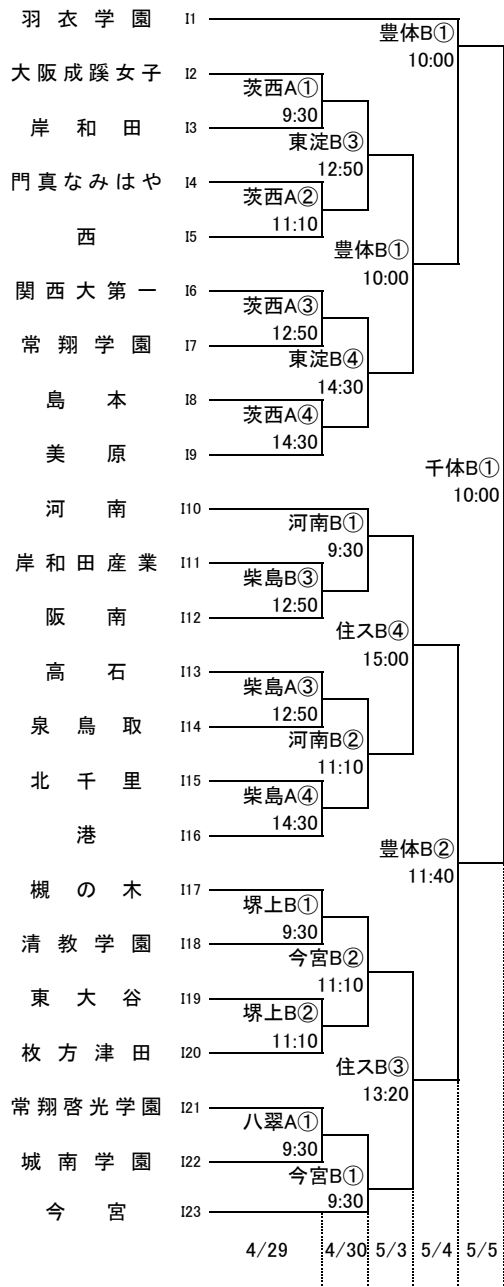 羽衣学園 I1
豊体B①
10:00
大阪成蹊女子 I2
茨西A①
9:30
岸和田 I3
東淀B③
12:50
門真なみはや I4
茨西A②
11:10
西 I5
豊体B①
10:00
関西大第一 I6
茨西A③
12:50
常翔学園 I7
東淀B④
14:30
島本 I8
茨西A④
14:30
美原 I9
千体B①
10:00
河南 I10
河南B①
9:30
岸和田産業 I11
柴島B③
12:50
阪南 I12
住スB④
15:00
高石 I13
柴島A③
12:50
泉鳥取 I14
河南B②
11:10
北千里 I15
柴島A④
14:30
港 I16
豊体B②
11:40
槻の木 I17
堺上B①
9:30
清教学園 I18
今宮B②
11:10
東大谷 I19
堺上B②
11:10
枚方津田 I20
住スB③
13:20
常翔啓光学園 I21
八翠A①
9:30
城南学園 I22
今宮B①
9:30
今宮 I23
4/29 4/30 5/3 5/4 5/5